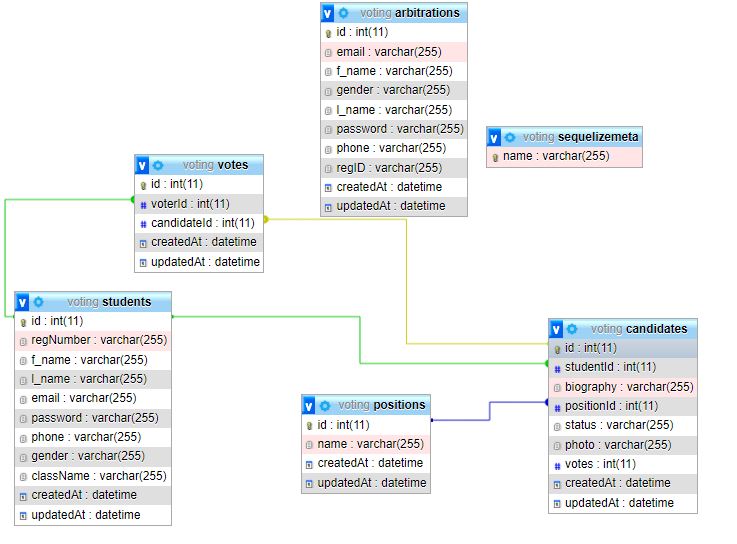 voting arbitrations
id : int(11)
email : varchar(255)
f_name : varchar(255)
gender : varchar(255)
l_name : varchar(255)
password : varchar(255)
phone : varchar(255)
regID : varchar(255)
createdAt : datetime
updatedAt : datetime
voting sequelizemeta
name : varchar(255)
voting votes
id : int(11)
voterId : int(11)
candidateId : int(11)
createdAt : datetime
updatedAt : datetime
voting students
id : int(11)
regNumber : varchar(255)
f_name : varchar(255)
l_name : varchar(255)
email : varchar(255)
password : varchar(255)
phone : varchar(255)
gender : varchar(255)
className : varchar(255)
createdAt : datetime
updatedAt : datetime
voting positions
id : int(11)
name : varchar(255)
createdAt : datetime
updatedAt : datetime
voting candidates
id : int(11)
studentId : int(11)
biography : varchar(255)
positionId : int(11)
status : varchar(255)
photo : varchar(255)
votes : int(11)
createdAt : datetime
updatedAt : datetime